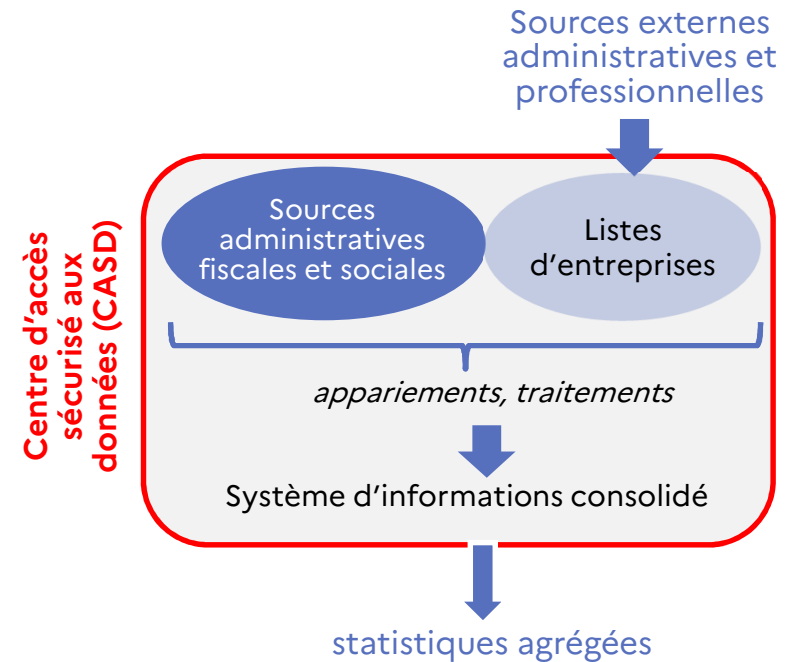 Sources externes
administratives et
professionnelles
Centre d'accès
sécurisé aux
données (CASD)
Sources
administratives
fiscales et sociales
Listes
d'entreprises
appariements, traitements
Système d'informations consolidé
statistiques agrégées